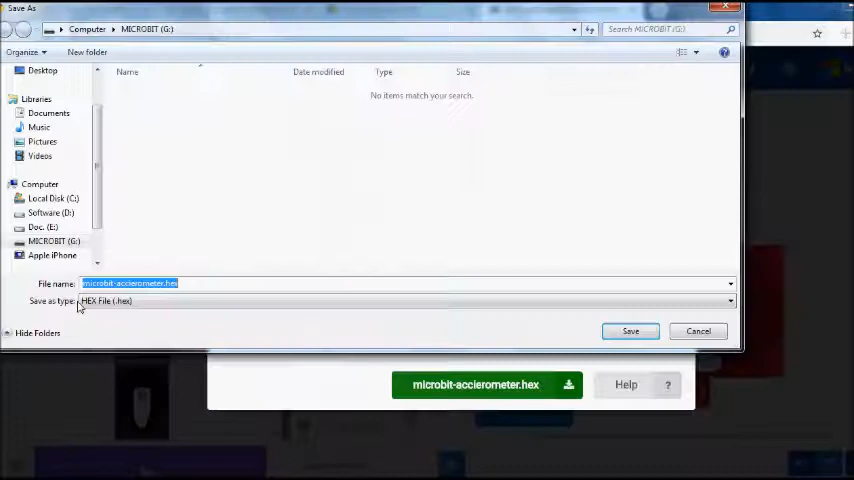 Save As
Computer MICROBIT (G:)
Search MICROBIT (G:)
Organize New folder
Name Date modified Type Size
No items match your search.
Desktop
Libraries
Documents
Music
Pictures
Videos
Computer
Local Disk (C:)
Software (D:)
Doc. (E:)
MICROBIT (G:)
Apple iPhone
File name: microbit-accierometer.hex
Save as type: HEX File (.hex)
Hide Folders Save Cancel
microbit-accierometer.hex Help ?